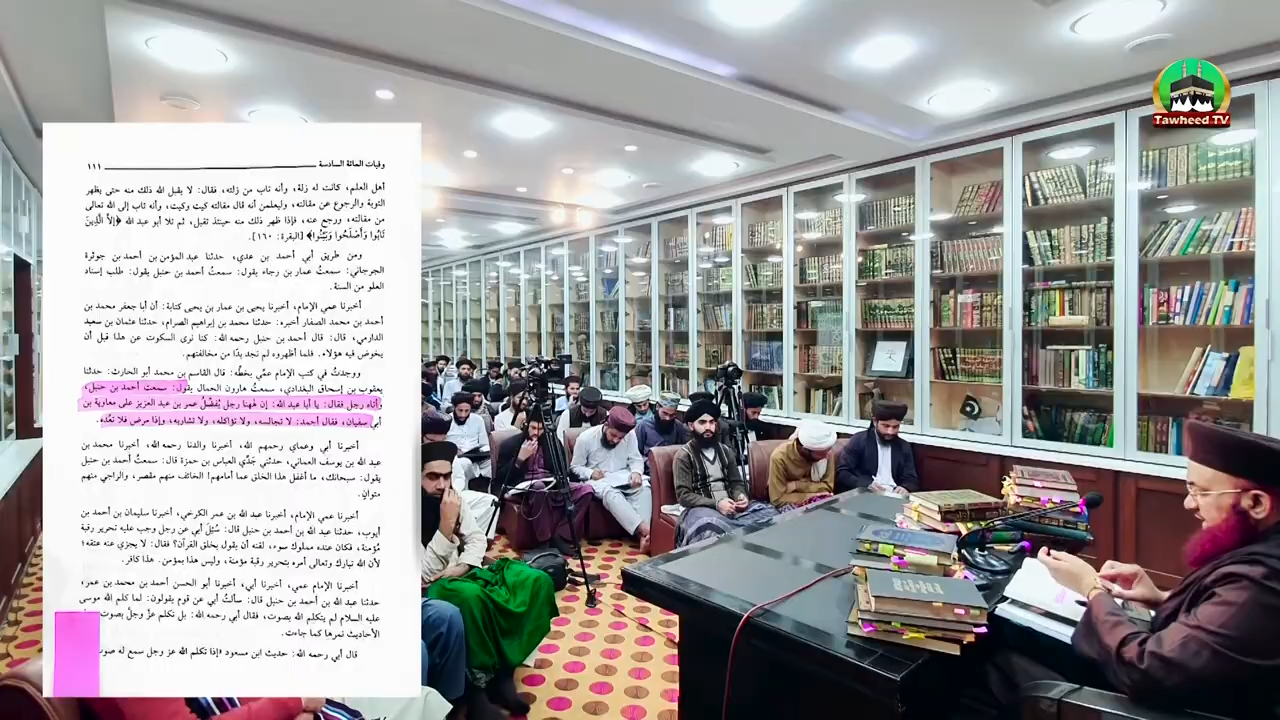 وفيات المائة السادسة ١١١
أهل العلم، كانت له زلة، وأنه تاب من زلته، فقال: لا يقبل الله ذلك منه حتى يظهر
التوبة والرجوع عن مقالته، وليعلمن أنه قال مقالته كيت وكيت، وأنه تاب إلى الله تعالى
من مقالته، ورجع عنه، فإذا ظهر ذلك منه حينئذ تقبل، ثم تلا أبو عبد الله ﴿إِلَّا الَّذِينَ
تَابُوا وَأَصْلَحُوا وَبَيَّنُوا﴾ [البقرة: ١٦٠].
ومن طريق أبي أحمد بن عدي، حدثنا عبد المؤمن بن أحمد بن جوثرة
الجرجاني: سمعتُ عمار بن رجاء يقول: سمعتُ أحمد بن حنبل يقول: طلب إسناد
العلو من السنة.
أخبرنا عمي الإمام، أخبرنا يحيى بن عمار بن يحيى كتابة: أن أبا جعفر محمد بن
أحمد بن محمد الصفار أخبره: حدثنا محمد بن إبراهيم الصرام، حدثنا عثمان بن سعيد
الدارمي، قال: قال أحمد بن حنبل رحمه الله: كنا نرى السكوت عن هذا قبل أن
يخوض فيه هؤلاء. فلما أظهروه لم نجد بدًا من مخالفتهم.
ووجدتُ في كتب الإمام عمِّي بخطِّه: قال القاسم بن محمد أبو الحارث: حدثنا
يعقوب بن إسحاق البغدادي، سمعتُ هارون الحمال يقول: سمعت أحمد بن حنبل،
وأتاه رجل فقال: يا أبا عبد الله: إن هٰهنا رجل يُفضِّلُ عمر بن عبد العزيز على معاوية بن
أبي سفيان، فقال أحمد: لا تجالسه، ولا تؤاكله، ولا تشاربه، وإذا مرض فلا تَعُده.
أخبرنا أبي وعماي رحمهم الله، أخبرنا والدنا رحمه الله، أخبرنا محمد بن
عبد الله بن يوسف العماني، حدثني جَدِّي العباس بن حمزة قال: سمعتُ أحمد بن حنبل
يقول: سبحانك، ما أغفل هذا الخلق عما أمامهم! الخائف منهم مقصر، والراجي منهم
متوانٍ.
أخبرنا عمي الإمام، أخبرنا عبد الله بن عمر الكرخي، أخبرنا سليمان بن أحمد بن
أيوب، حدثنا عبد الله بن أحمد بن حنبل قال: سُئِلَ أبي عن رجل وجب عليه تحرير رقبة
مُؤمنة، فكان عنده مملوك سوء، لقنه أن يقول بخلق القرآن؟ فقال: لا يجزي عنه عتقه؛
لأن الله تبارك وتعالى أمره بتحرير رقبة مؤمنة، وليس هذا بمؤمن. هذا كافر.
أخبرنا الإمام عمي، أخبرنا أبي، أخبرنا أبو الحسن أحمد بن محمد بن عمر،
حدثنا عبد الله بن أحمد بن حنبل قال: سألتُ أبي عن قوم يقولون: لما كلم الله موسى
عليه السلام لم يتكلم الله بصوت، فقال أبي رحمه الله: بل تكلم عزَّ وجلَّ بصوت
الأحاديث نمرها كما جاءت.
قال أبي رحمه الله: حديث ابن مسعود «إذا تكلم الله عز وجل سمع له صوت
Tawheed TV